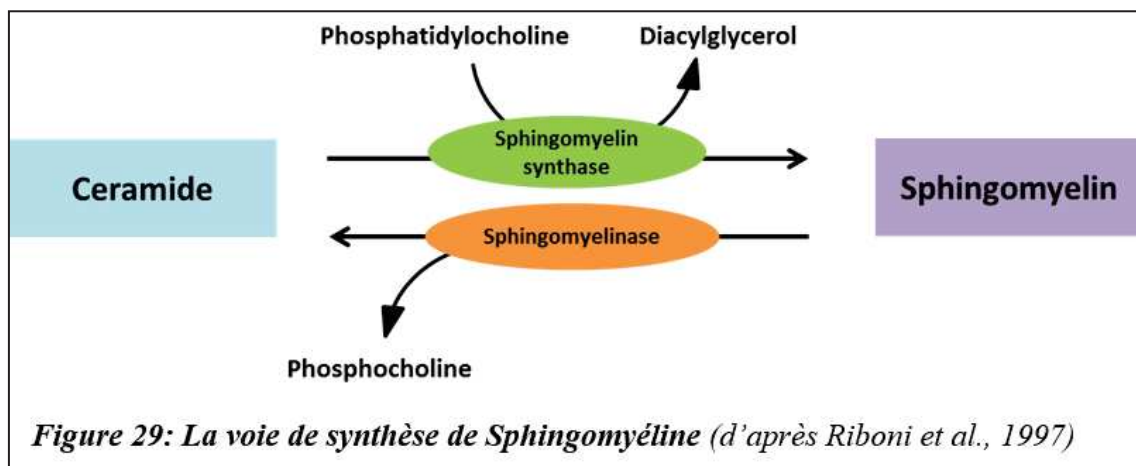 Phosphatidylocholine
Diacylglycerol
Sphingomyelin
synthase
Ceramide
Sphingomyelin
Sphingomyelinase
Phosphocholine
Figure 29: La voie de synthèse de Sphingomyéline (d'après Riboni et al., 1997)